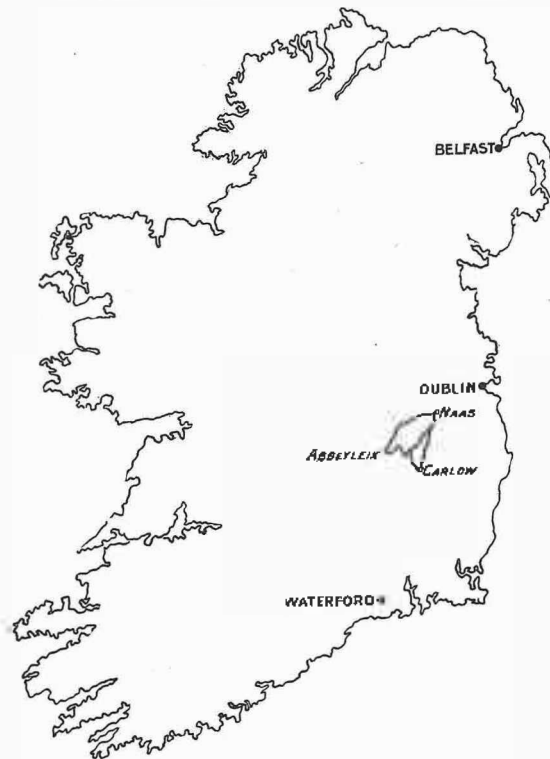 BELFAST
DUBLIN
NAAS
ABBEYLEIX
CARLOW
WATERFORD